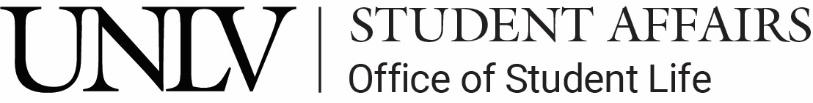 UNLV
STUDENT AFFAIRS
Office of Student Life